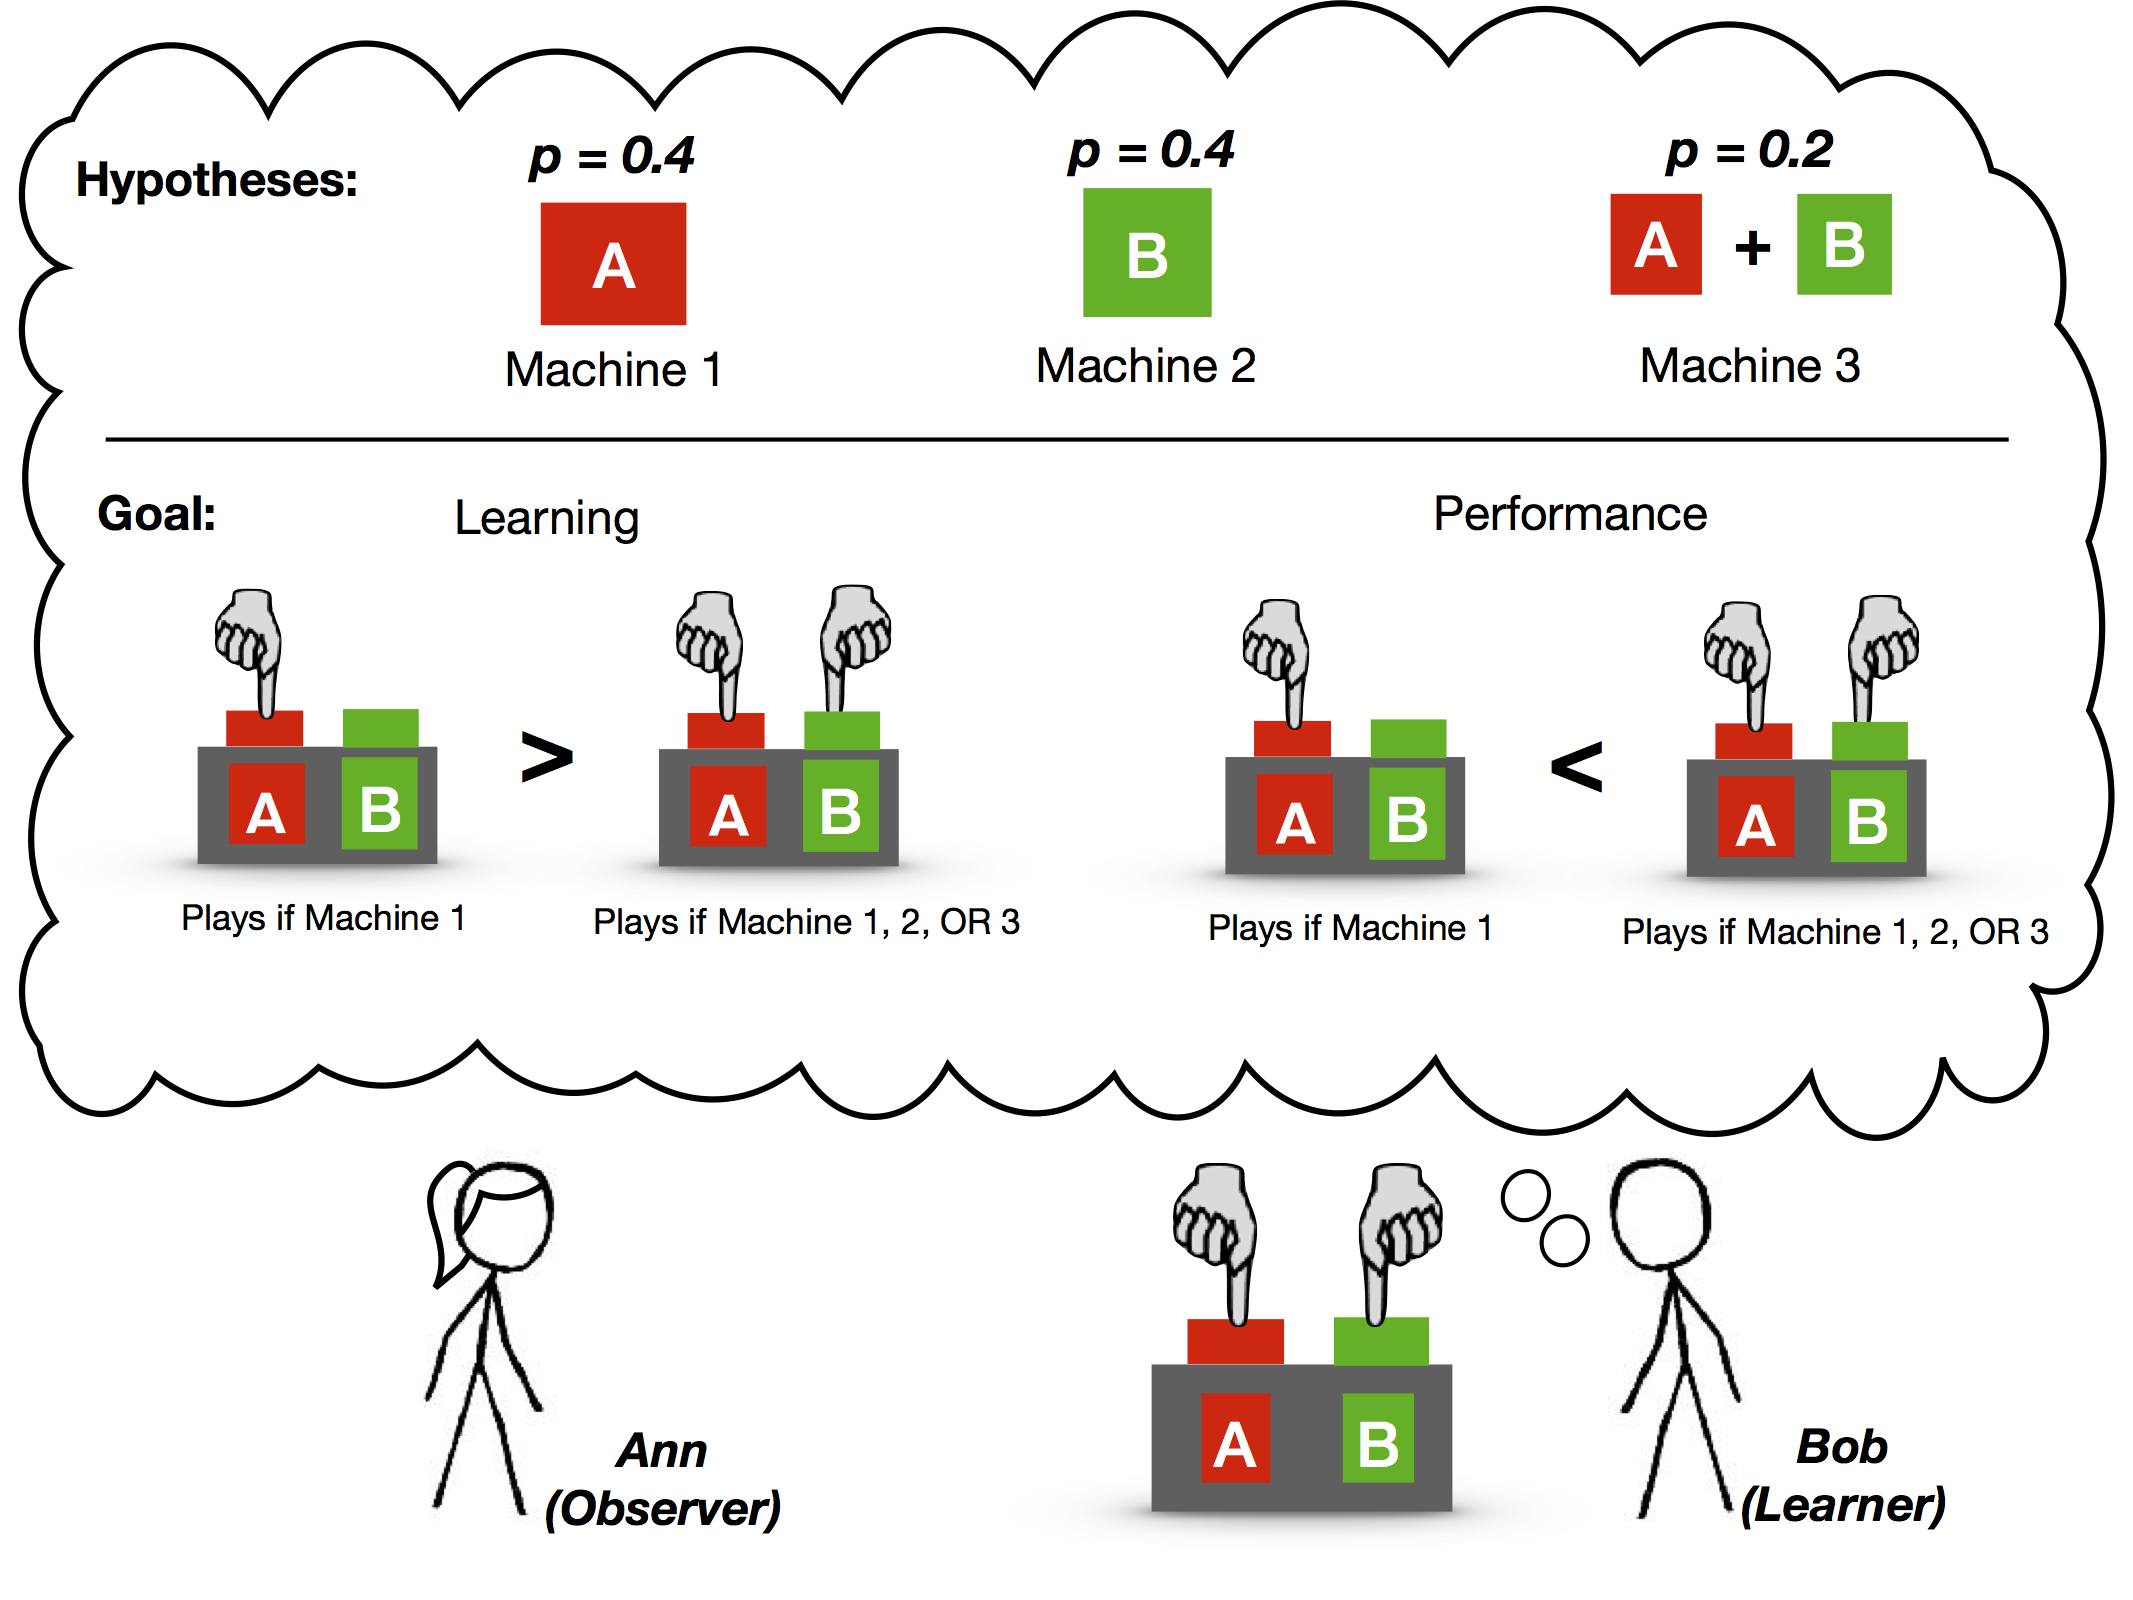 Hypotheses:
p = 0.4
p = 0.4
p = 0.2
A
B
A + B
Machine 1
Machine 2
Machine 3
Goal:
Learning
Performance
A B
>
A B
A B
<
A B
Plays if Machine 1
Plays if Machine 1, 2, OR 3
Plays if Machine 1
Plays if Machine 1, 2, OR 3
A B
Ann
(Observer)
Bob
(Learner)